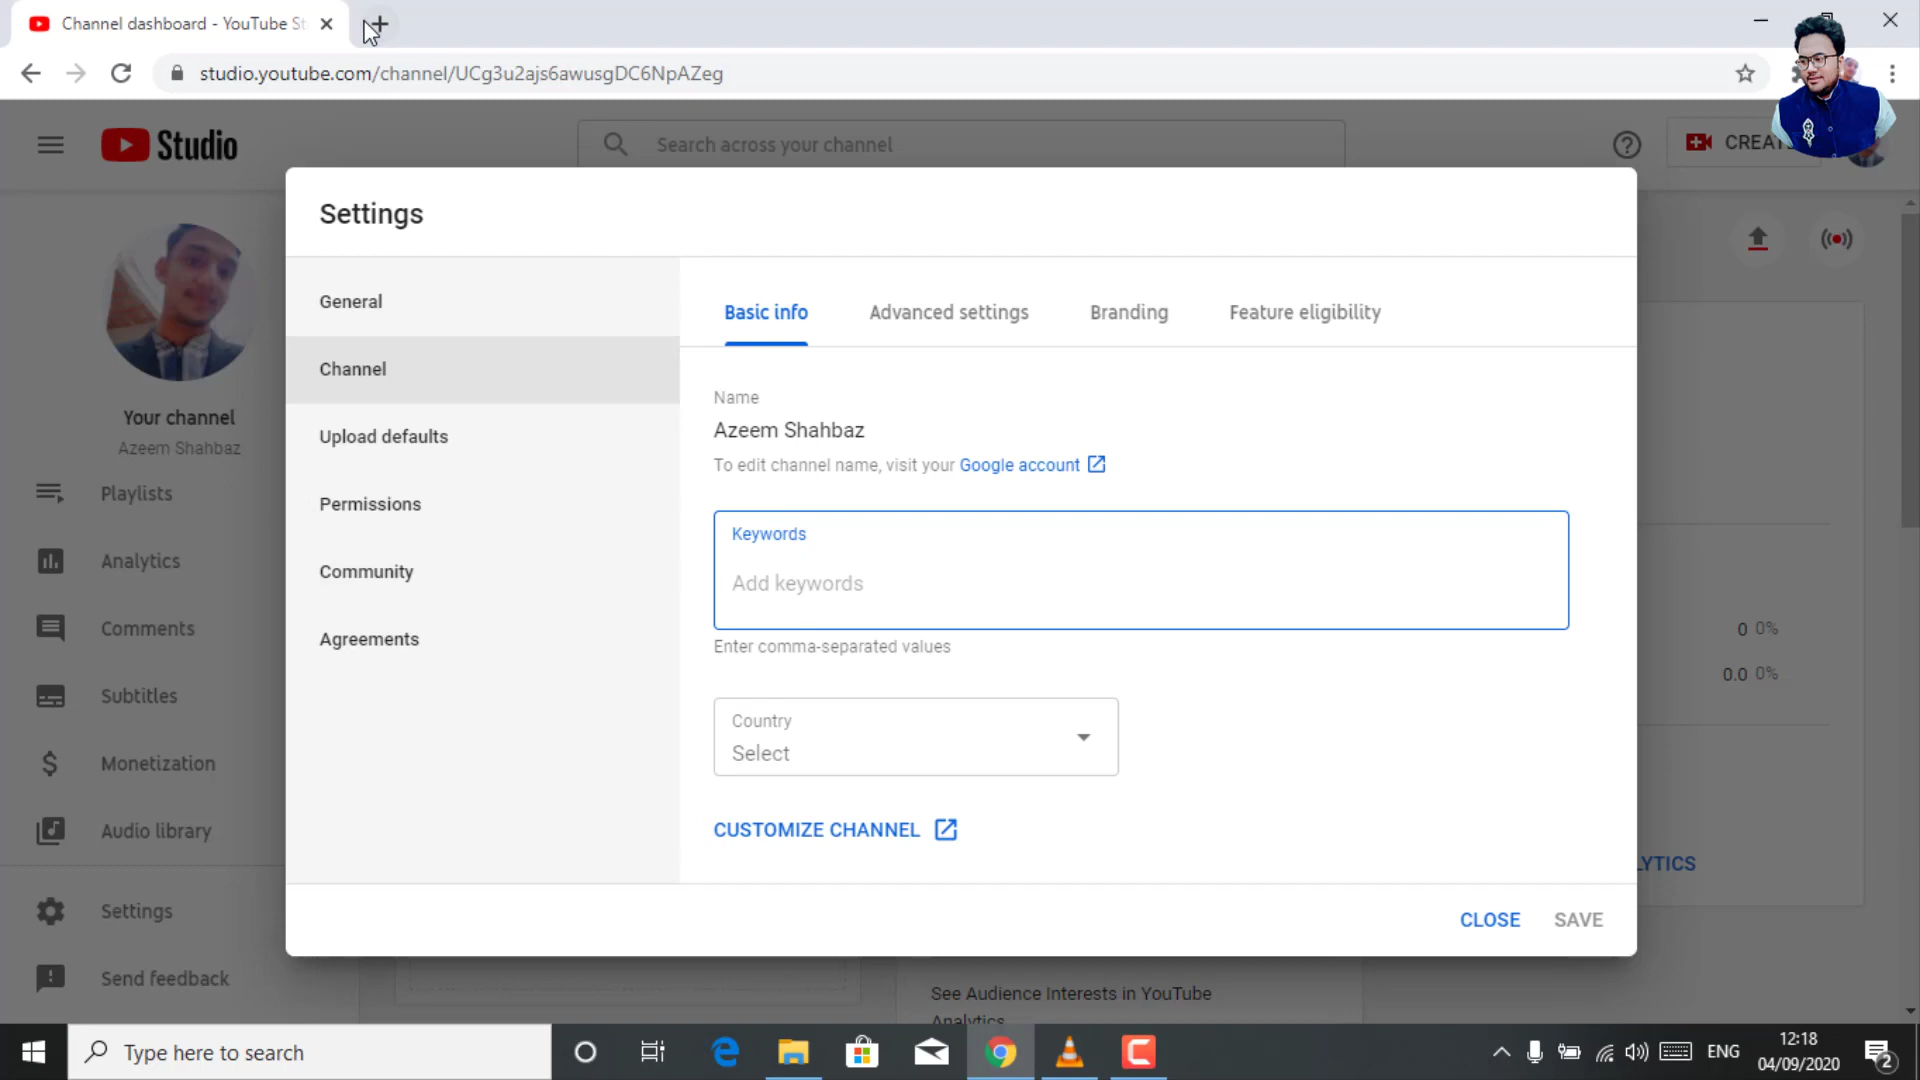 Channel dashboard - YouTube St
studio.youtube.com/channel/UCg3u2ajs6awusgDC6NpAZeg
Studio
Search across your channel
CREATE
Settings
General
Channel
Upload defaults
Permissions
Community
Agreements
Basic info
Advanced settings
Branding
Feature eligibility
Name
Azeem Shahbaz
To edit channel name, visit your Google account
Keywords
Add keywords
Enter comma-separated values
Country
Select
CUSTOMIZE CHANNEL
CLOSE
SAVE
Your channel
Azeem Shahbaz
Playlists
Analytics
Comments
Subtitles
Monetization
Audio library
Settings
Send feedback
0 0%
0.0 0%
LYTICS
See Audience Interests in YouTube
Analytics
Type here to search
ENG
12:18
04/09/2020
2